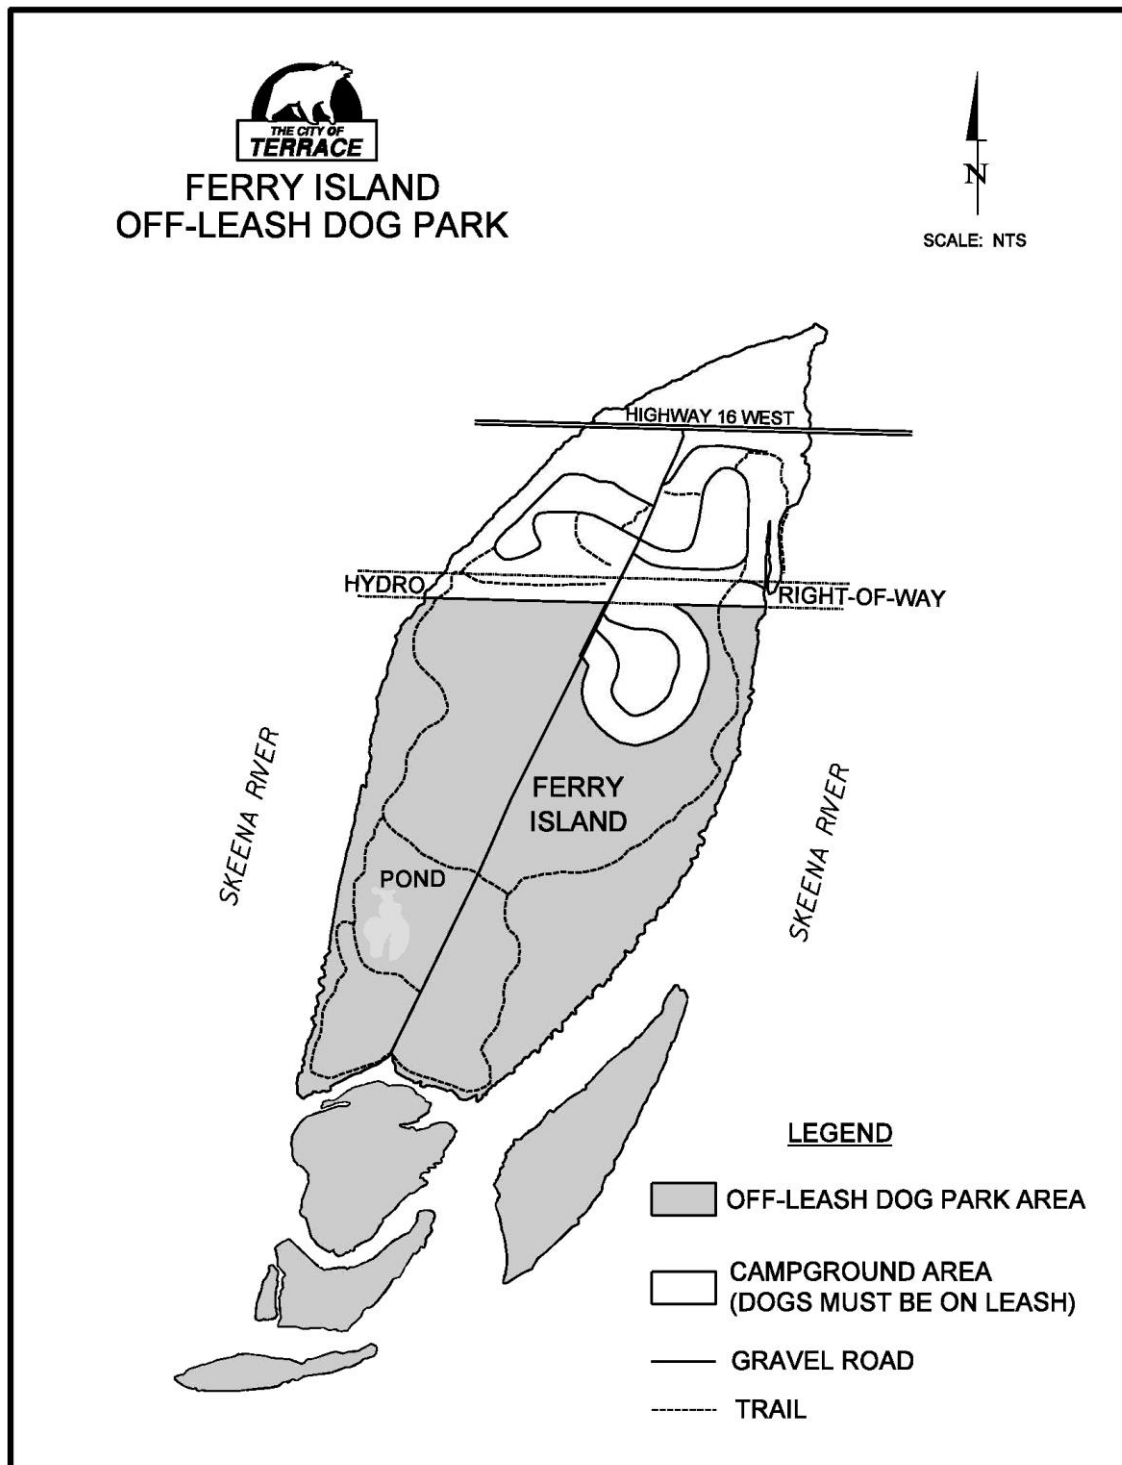 THE CITY OF
TERRACE
FERRY ISLAND
OFF-LEASH DOG PARK
N
SCALE: NTS
HIGHWAY 16 WEST
HYDRO
RIGHT-OF-WAY
SKEENA RIVER
FERRY
ISLAND
SKEENA RIVER
POND
LEGEND
OFF-LEASH DOG PARK AREA
CAMPGROUND AREA
(DOGS MUST BE ON LEASH)
GRAVEL ROAD
TRAIL